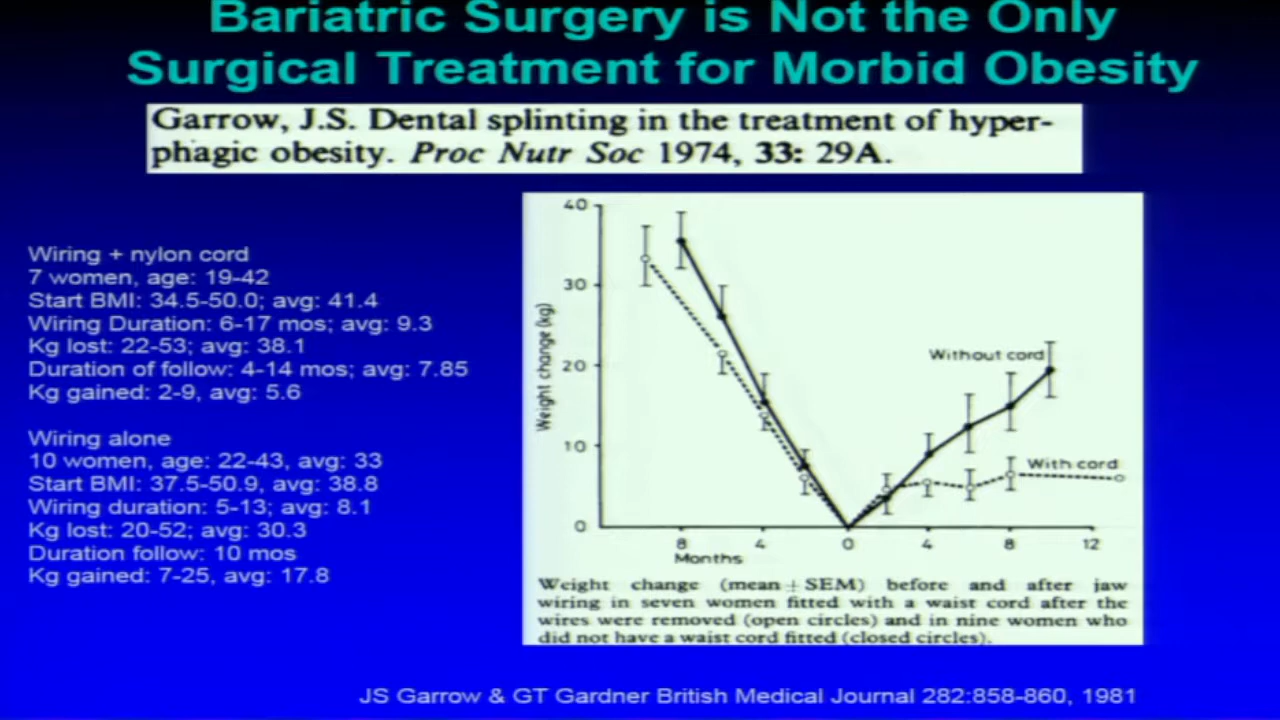 Bariatric Surgery is Not the Only
Surgical Treatment for Morbid Obesity
Garrow, J.S. Dental splinting in the treatment of hyper-
phagic obesity. Proc Nutr Soc 1974, 33: 29A.
Wiring + nylon cord
7 women, age: 19-42
Start BMI: 34.5-50.0; avg: 41.4
Wiring Duration: 6-17 mos; avg: 9.3
Kg lost: 22-53; avg: 38.1
Duration of follow: 4-14 mos; avg: 7.85
Kg gained: 2-9, avg: 5.6
Wiring alone
10 women, age: 22-43, avg: 33
Start BMI: 37.5-50.9, avg: 38.8
Wiring duration: 5-13; avg: 8.1
Kg lost: 20-52; avg: 30.3
Duration follow: 10 mos
Kg gained: 7-25, avg: 17.8
Weight change (kg)
40
30
20
10
0
Without cord
With cord
8 4 0 4 8 12
Months
Weight change (mean ± SEM) before and after jaw
wiring in seven women fitted with a waist cord after the
wires were removed (open circles) and in nine women who
did not have a waist cord fitted (closed circles).
JS Garrow & GT Gardner British Medical Journal 282:858-860, 1981